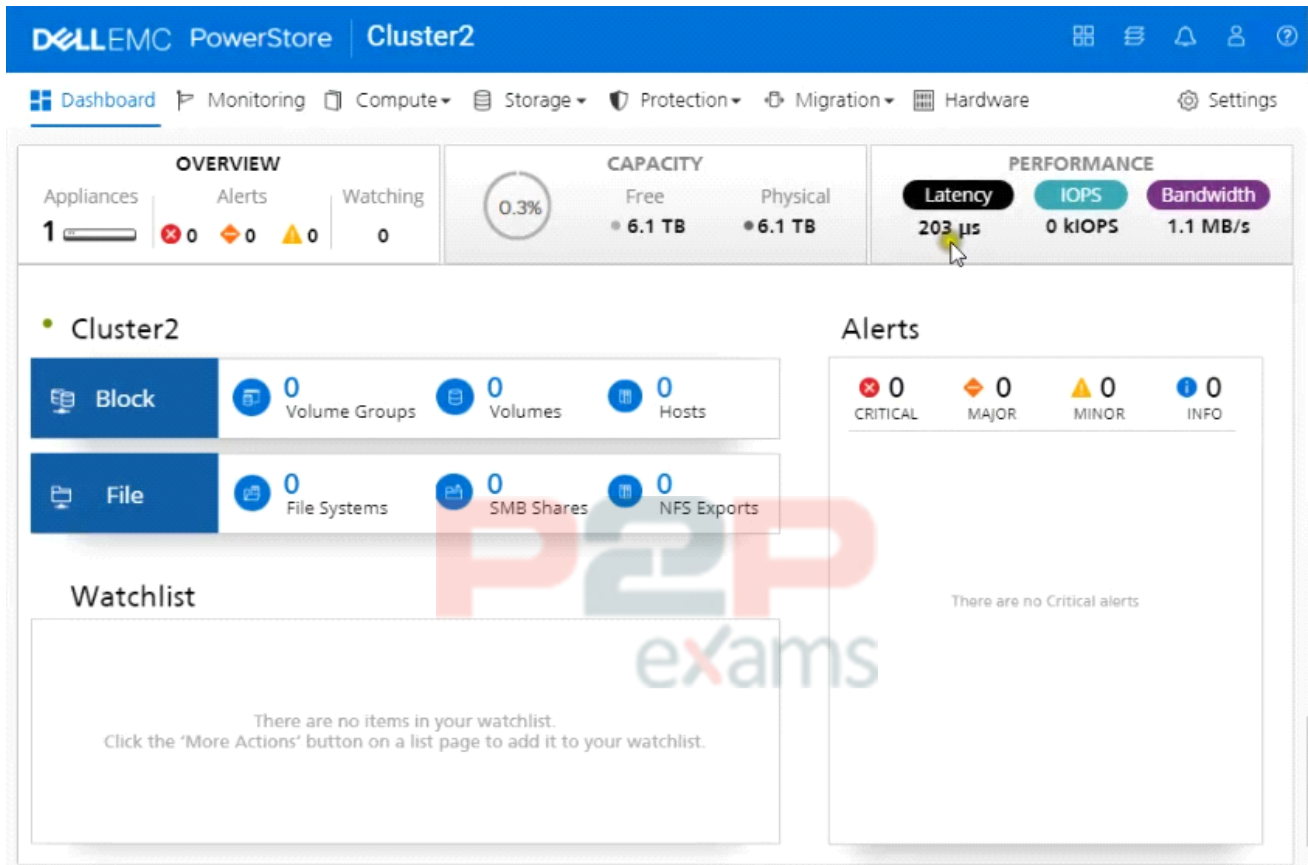 DELLEMC PowerStore Cluster2
Dashboard Monitoring Compute Storage Protection Migration Hardware Settings
OVERVIEW
Appliances Alerts Watching
1 0 0 0 0
CAPACITY
0.3%
Free Physical
6.1 TB 6.1 TB
PERFORMANCE
Latency IOPS Bandwidth
203 µs 0 kIOPS 1.1 MB/s
Cluster2
Block
0 Volume Groups
0 Volumes
0 Hosts
File
0 File Systems
0 SMB Shares
0 NFS Exports
Watchlist
There are no items in your watchlist.
Click the 'More Actions' button on a list page to add it to your watchlist.
Alerts
0 0 0 0
CRITICAL MAJOR MINOR INFO
There are no Critical alerts
P2P
exams